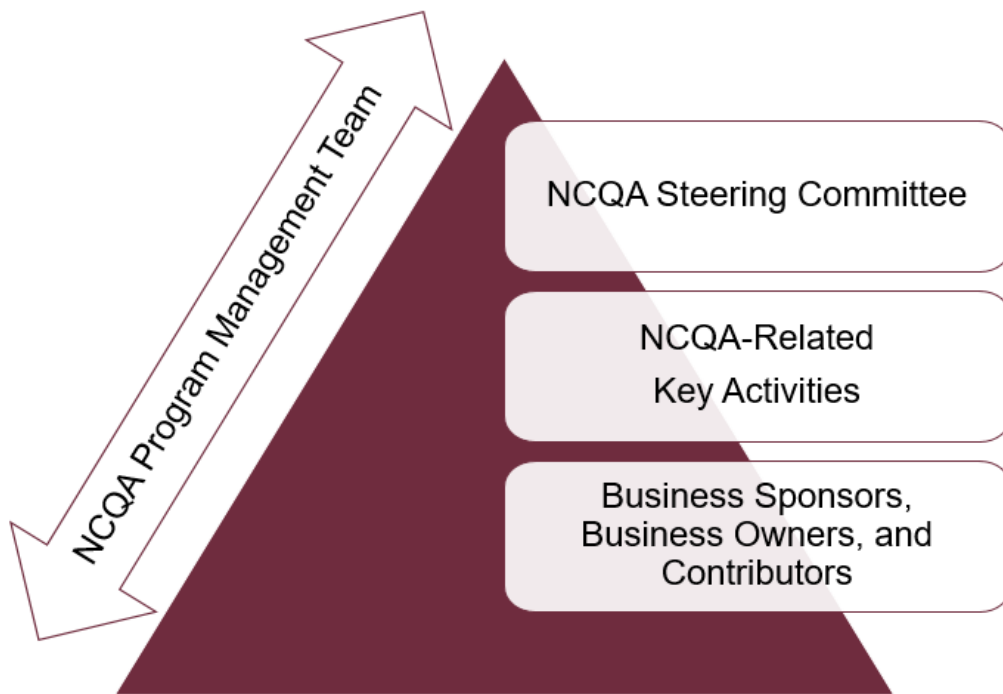 NCQA Program Management Team
NCQA Steering Committee
NCQA-Related
Key Activities
Business Sponsors,
Business Owners, and
Contributors